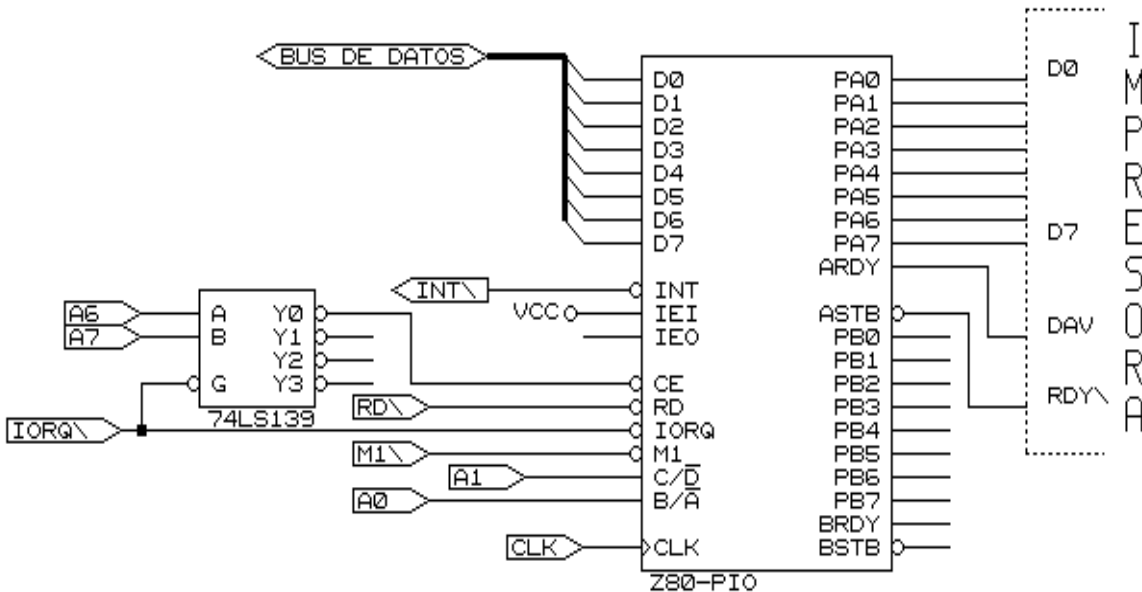 BUS DE DATOS
D0 PA0
D1 PA1
D2 PA2
D3 PA3
D4 PA4
D5 PA5
D6 PA6
D7 PA7
ARDY
INT\ INT
VCC IEI ASTB
IEO PB0
PB1
CE PB2
RD\ RD PB3
IORQ PB4
M1\ M1 PB5
A1 C/D̅ PB6
A0 B/A̅ PB7
BRDY
CLK CLK BSTB
Z80-PIO
A6 A Y0
A7 B Y1
Y2
G Y3
74LS139
IORQ\
D0
D7
DAV
RDY\
IMPRESORA